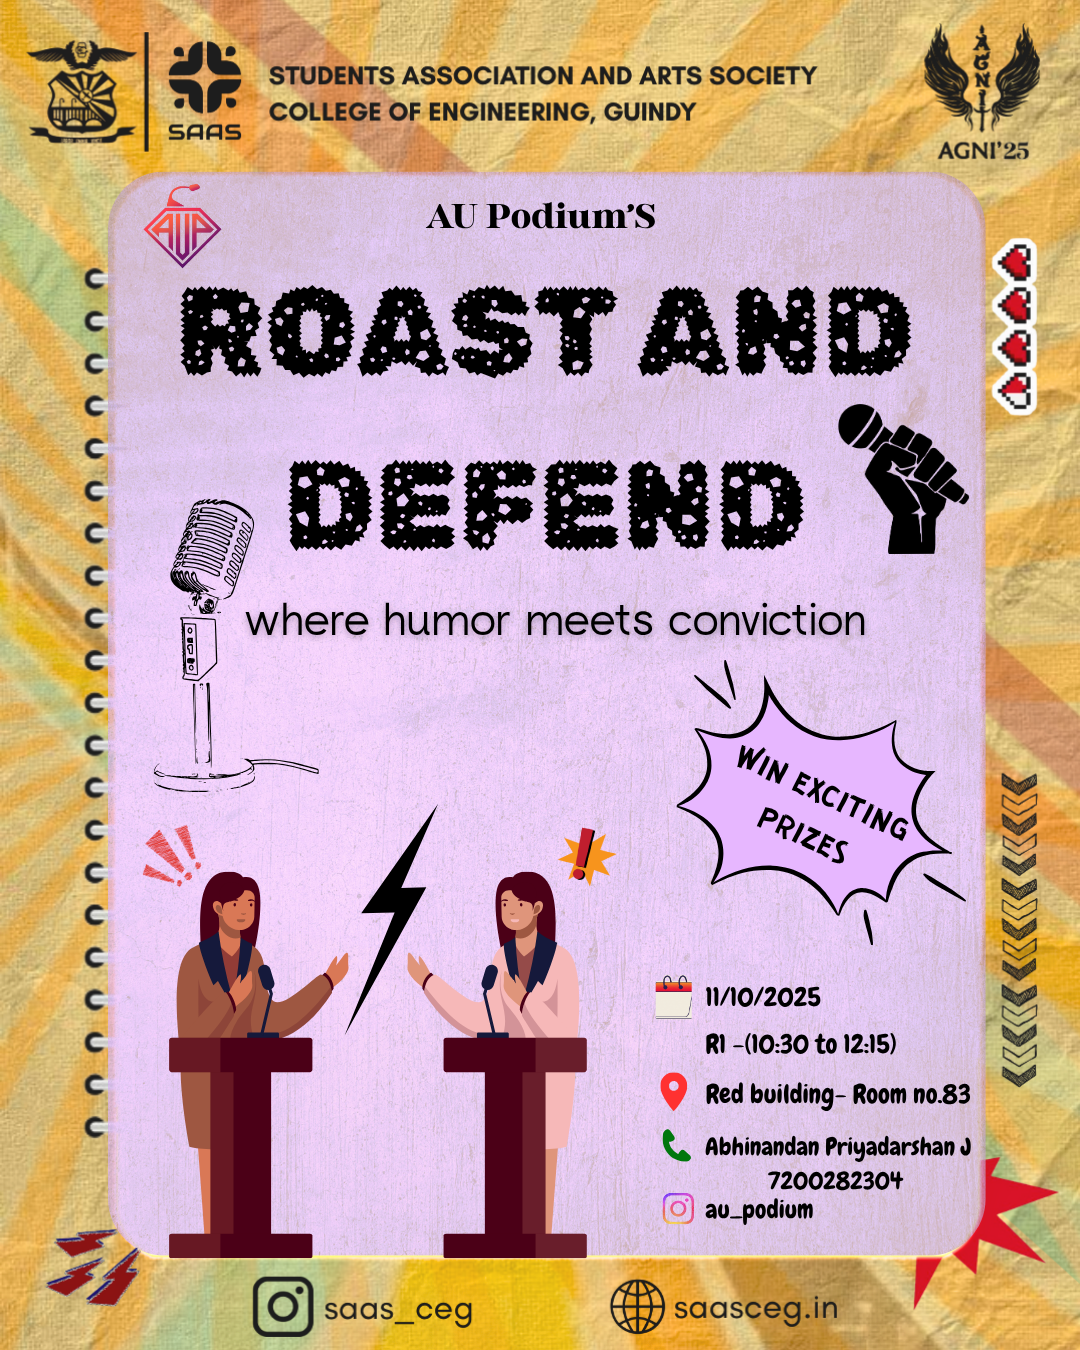 STUDENTS ASSOCIATION AND ARTS SOCIETY
COLLEGE OF ENGINEERING, GUINDY
SAAS
AGNI
AGNI'25
AUP
AU Podium'S
ROAST AND
DEFEND
where humor meets conviction
WIN EXCITING
PRIZES
11/10/2025
R1 -(10:30 to 12:15)
Red building- Room no.83
Abhinandan Priyadarshan J
7200282304
au_podium
saas_ceg
saasceg.in